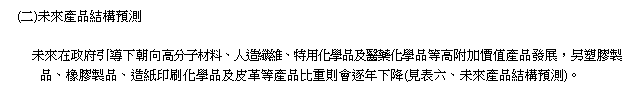 (二)未來產品結構預測
未來在政府引導下朝向高分子材料、人造纖維、特用化學品及醫藥化學品等高附加價值產品發展，另塑膠製
品、橡膠製品、造紙印刷化學品及皮革等產品比重則會逐年下降(見表六、未來產品結構預測)。